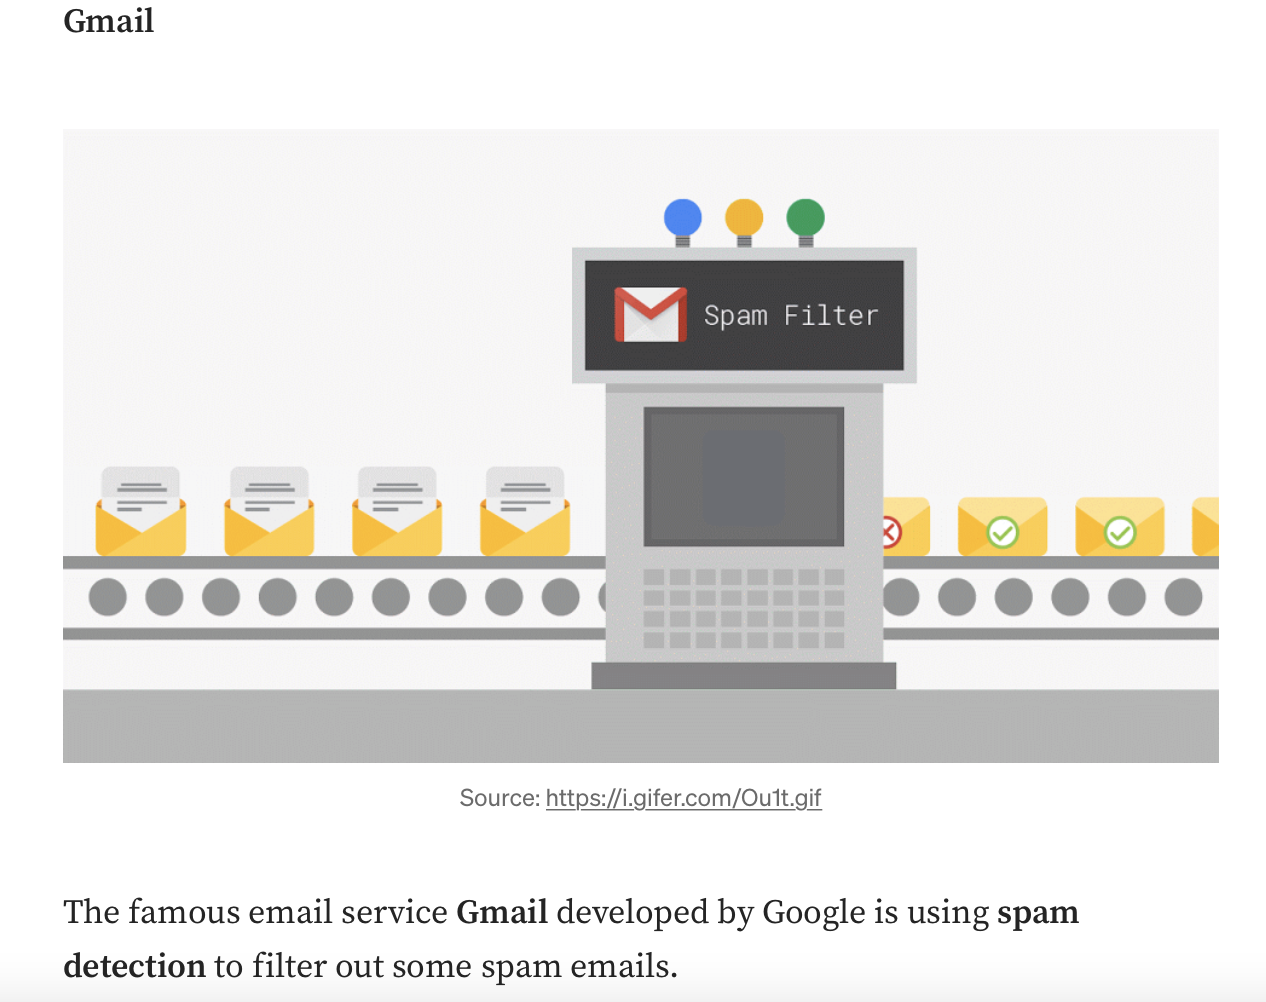 Gmail
Spam Filter
Source: https://i.gifer.com/Ou1t.gif
The famous email service Gmail developed by Google is using spam
detection to filter out some spam emails.